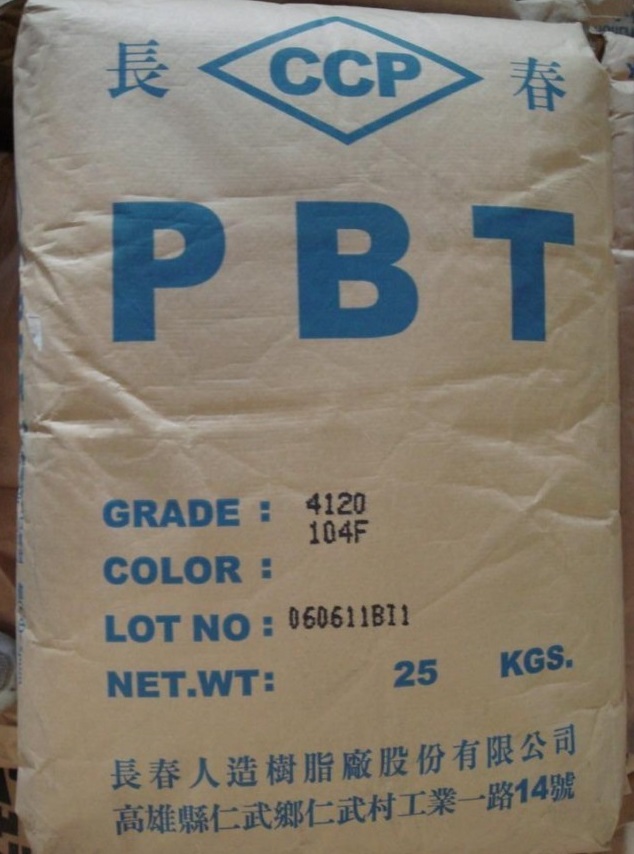 長 CCP 春
PBT
GRADE : 4120
104F
COLOR :
LOT NO : 060611BI1
NET.WT: 25 KGS.
長春人造樹脂廠股份有限公司
高雄縣仁武鄉仁武村工業一路14號